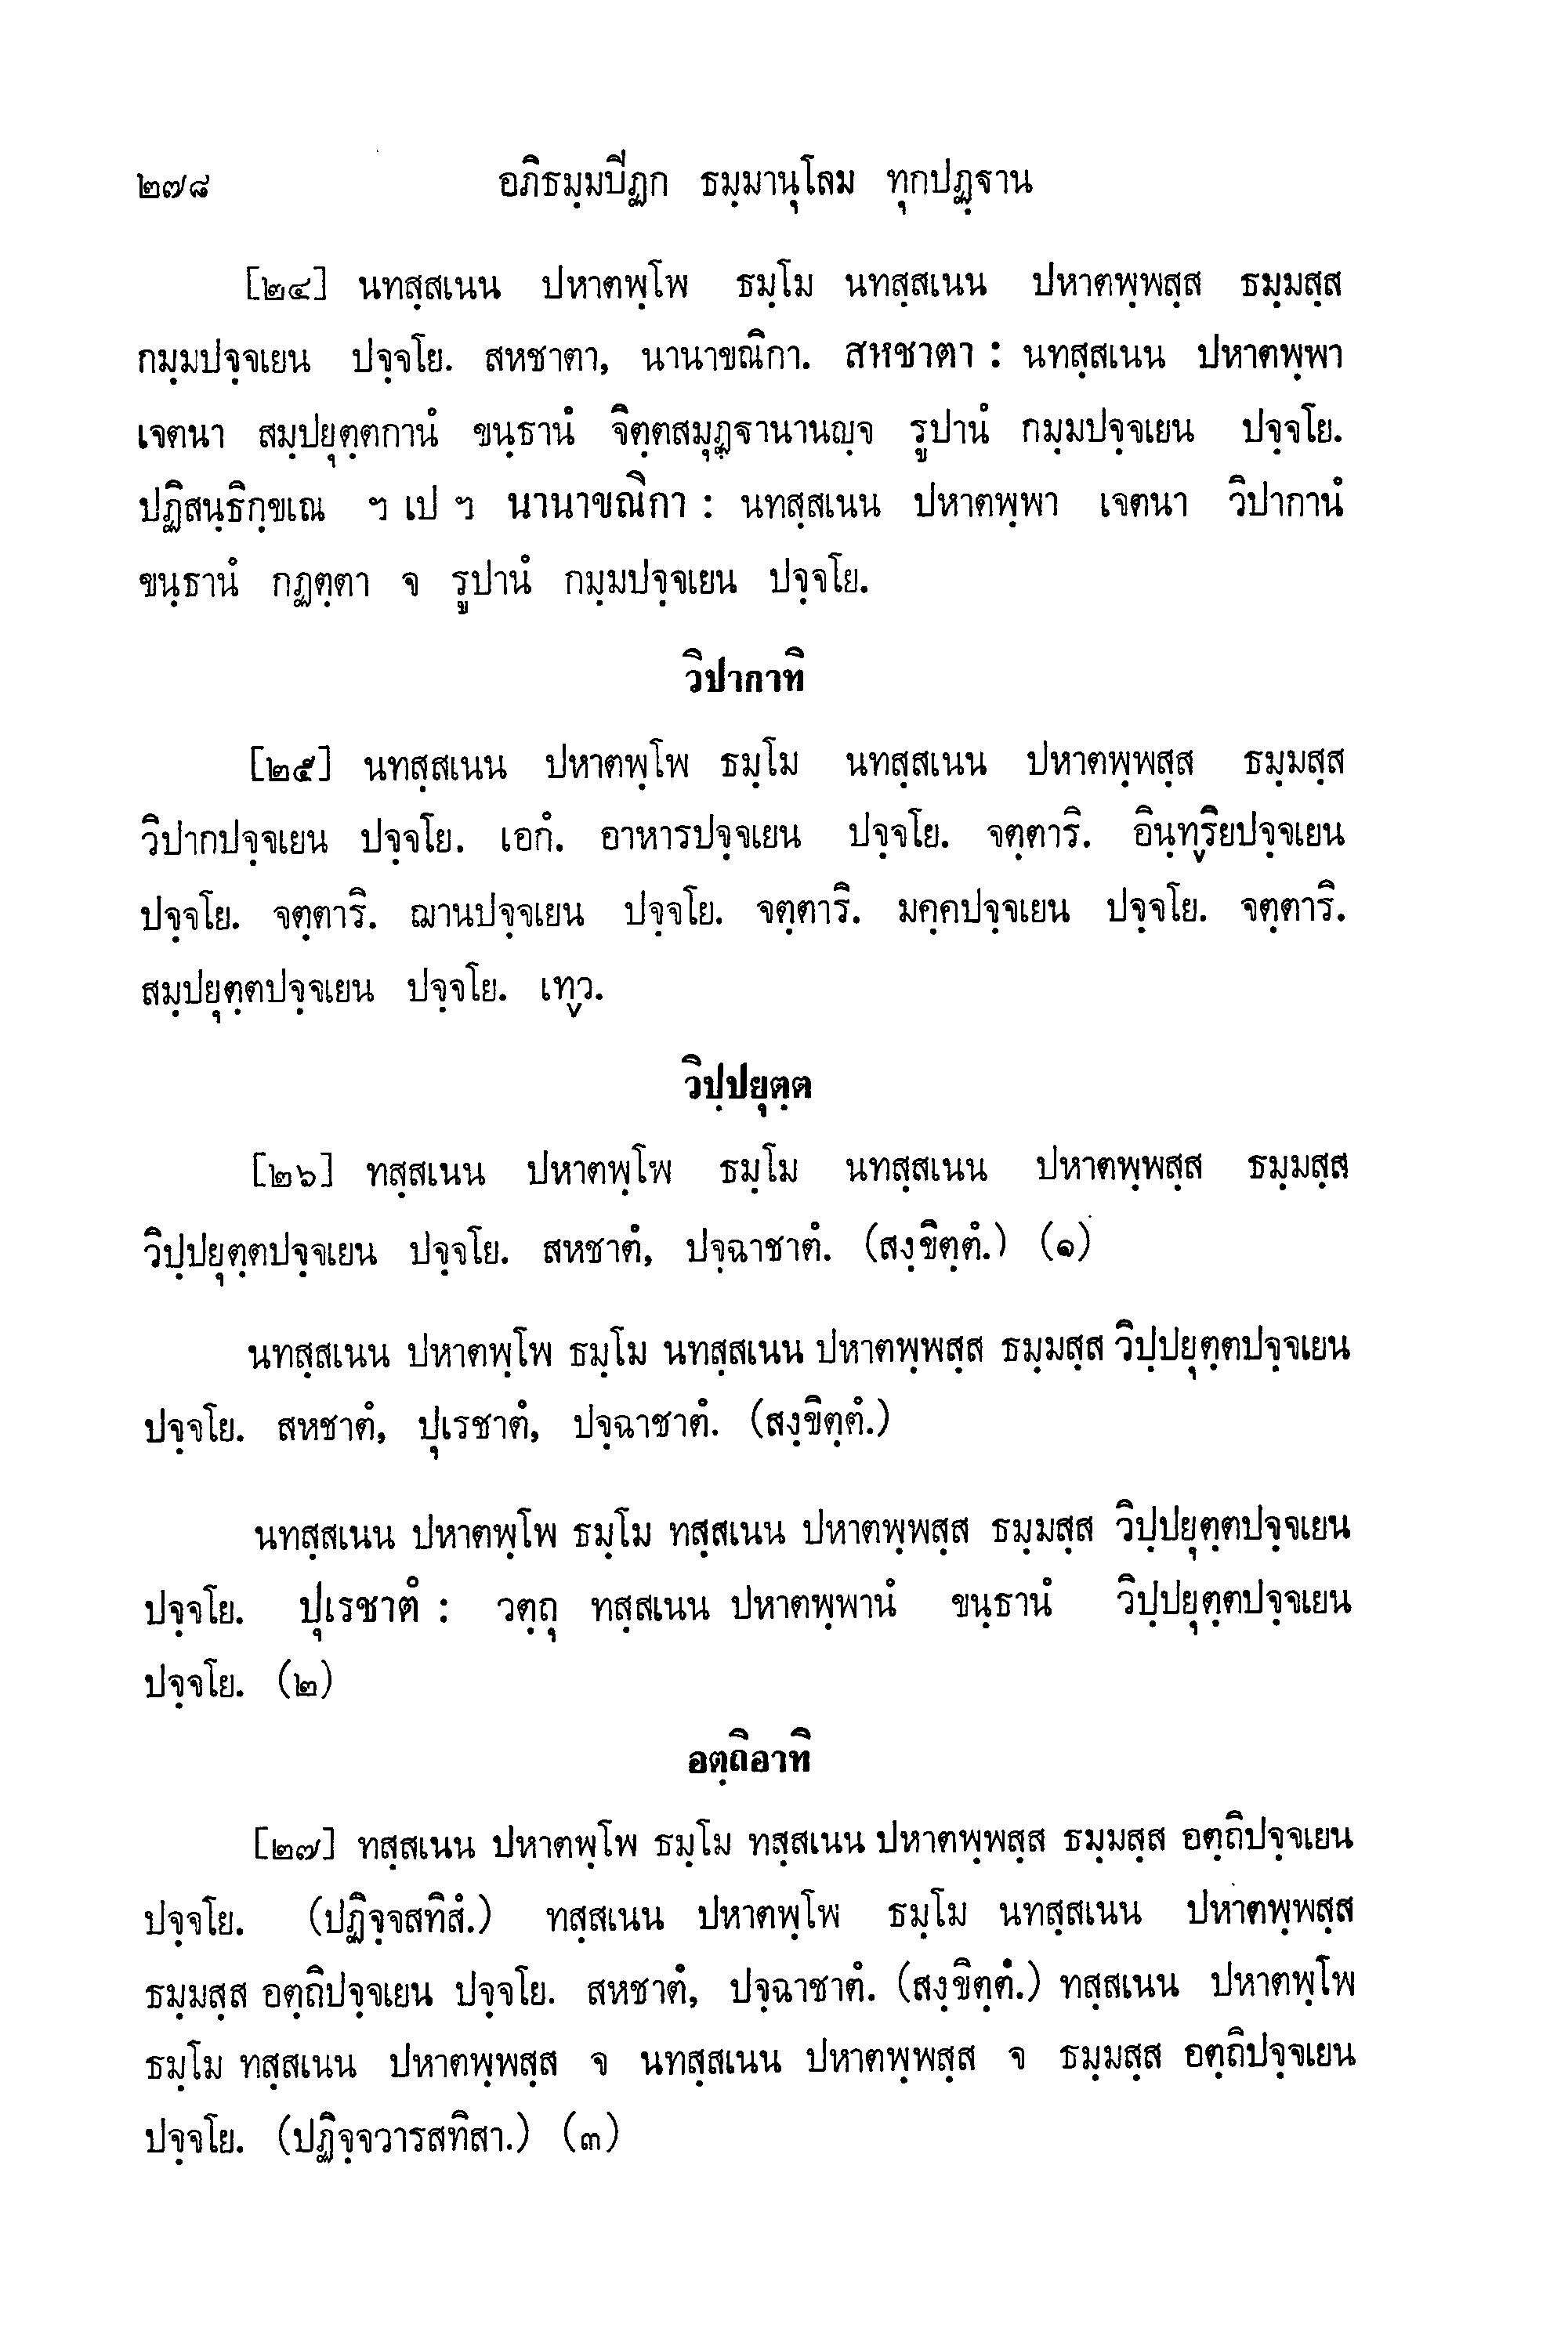 ๒๗๘ อภิธมฺมปีฏก ธมฺมานุโลม ทุกปฏฺฐาน
[๒๔] นทสฺสเนน ปหาตพฺโพ ธมฺโม นทสฺสเนน ปหาตพฺพสฺส ธมฺมสฺส
กมฺมปจฺจเยน ปจฺจโย. สหชาตา, นานาขณิกา. สหชาตา : นทสฺสเนน ปหาตพฺพา
เจตนา สมฺปยุตฺตกานํ ขนฺธานํ จิตฺตสมุฏฺฐานานญฺจ รูปานํ กมฺมปจฺจเยน ปจฺจโย.
ปฏิสนฺธิกฺขเณ ฯ เป ฯ นานาขณิกา : นทสฺสเนน ปหาตพฺพา เจตนา วิปากานํ
ขนฺธานํ กฏตฺตา จ รูปานํ กมฺมปจฺจเยน ปจฺจโย.
วิปากาทิ
[๒๕] นทสฺสเนน ปหาตพฺโพ ธมฺโม นทสฺสเนน ปหาตพฺพสฺส ธมฺมสฺส
วิปากปจฺจเยน ปจฺจโย. เอกํ. อาหารปจฺจเยน ปจฺจโย. จตฺตาริ. อินฺทฺริยปจฺจเยน
ปจฺจโย. จตฺตาริ. ฌานปจฺจเยน ปจฺจโย. จตฺตาริ. มคฺคปจฺจเยน ปจฺจโย. จตฺตาริ.
สมฺปยุตฺตปจฺจเยน ปจฺจโย. เทฺว.
วิปฺปยุตฺต
[๒๖] ทสฺสเนน ปหาตพฺโพ ธมฺโม นทสฺสเนน ปหาตพฺพสฺส ธมฺมสฺส
วิปฺปยุตฺตปจฺจเยน ปจฺจโย. สหชาตํ, ปจฺฉาชาตํ. (สงฺขิตฺตํ.) (๑)
นทสฺสเนน ปหาตพฺโพ ธมฺโม นทสฺสเนน ปหาตพฺพสฺส ธมฺมสฺส วิปฺปยุตฺตปจฺจเยน
ปจฺจโย. สหชาตํ, ปุเรชาตํ, ปจฺฉาชาตํ. (สงฺขิตฺตํ.)
นทสฺสเนน ปหาตพฺโพ ธมฺโม ทสฺสเนน ปหาตพฺพสฺส ธมฺมสฺส วิปฺปยุตฺตปจฺจเยน
ปจฺจโย. ปุเรชาตํ : วตฺถุ ทสฺสเนน ปหาตพฺพานํ ขนฺธานํ วิปฺปยุตฺตปจฺจเยน
ปจฺจโย. (๒)
อตฺถิอาทิ
[๒๗] ทสฺสเนน ปหาตพฺโพ ธมฺโม ทสฺสเนน ปหาตพฺพสฺส ธมฺมสฺส อตฺถิปจฺจเยน
ปจฺจโย. (ปฏิจฺจสทิสํ.) ทสฺสเนน ปหาตพฺโพ ธมฺโม นทสฺสเนน ปหาตพฺพสฺส
ธมฺมสฺส อตฺถิปจฺจเยน ปจฺจโย. สหชาตํ, ปจฺฉาชาตํ. (สงฺขิตฺตํ.) ทสฺสเนน ปหาตพฺโพ
ธมฺโม ทสฺสเนน ปหาตพฺพสฺส จ นทสฺสเนน ปหาตพฺพสฺส จ ธมฺมสฺส อตฺถิปจฺจเยน
ปจฺจโย. (ปฏิจฺจวารสทิสา.) (๓)